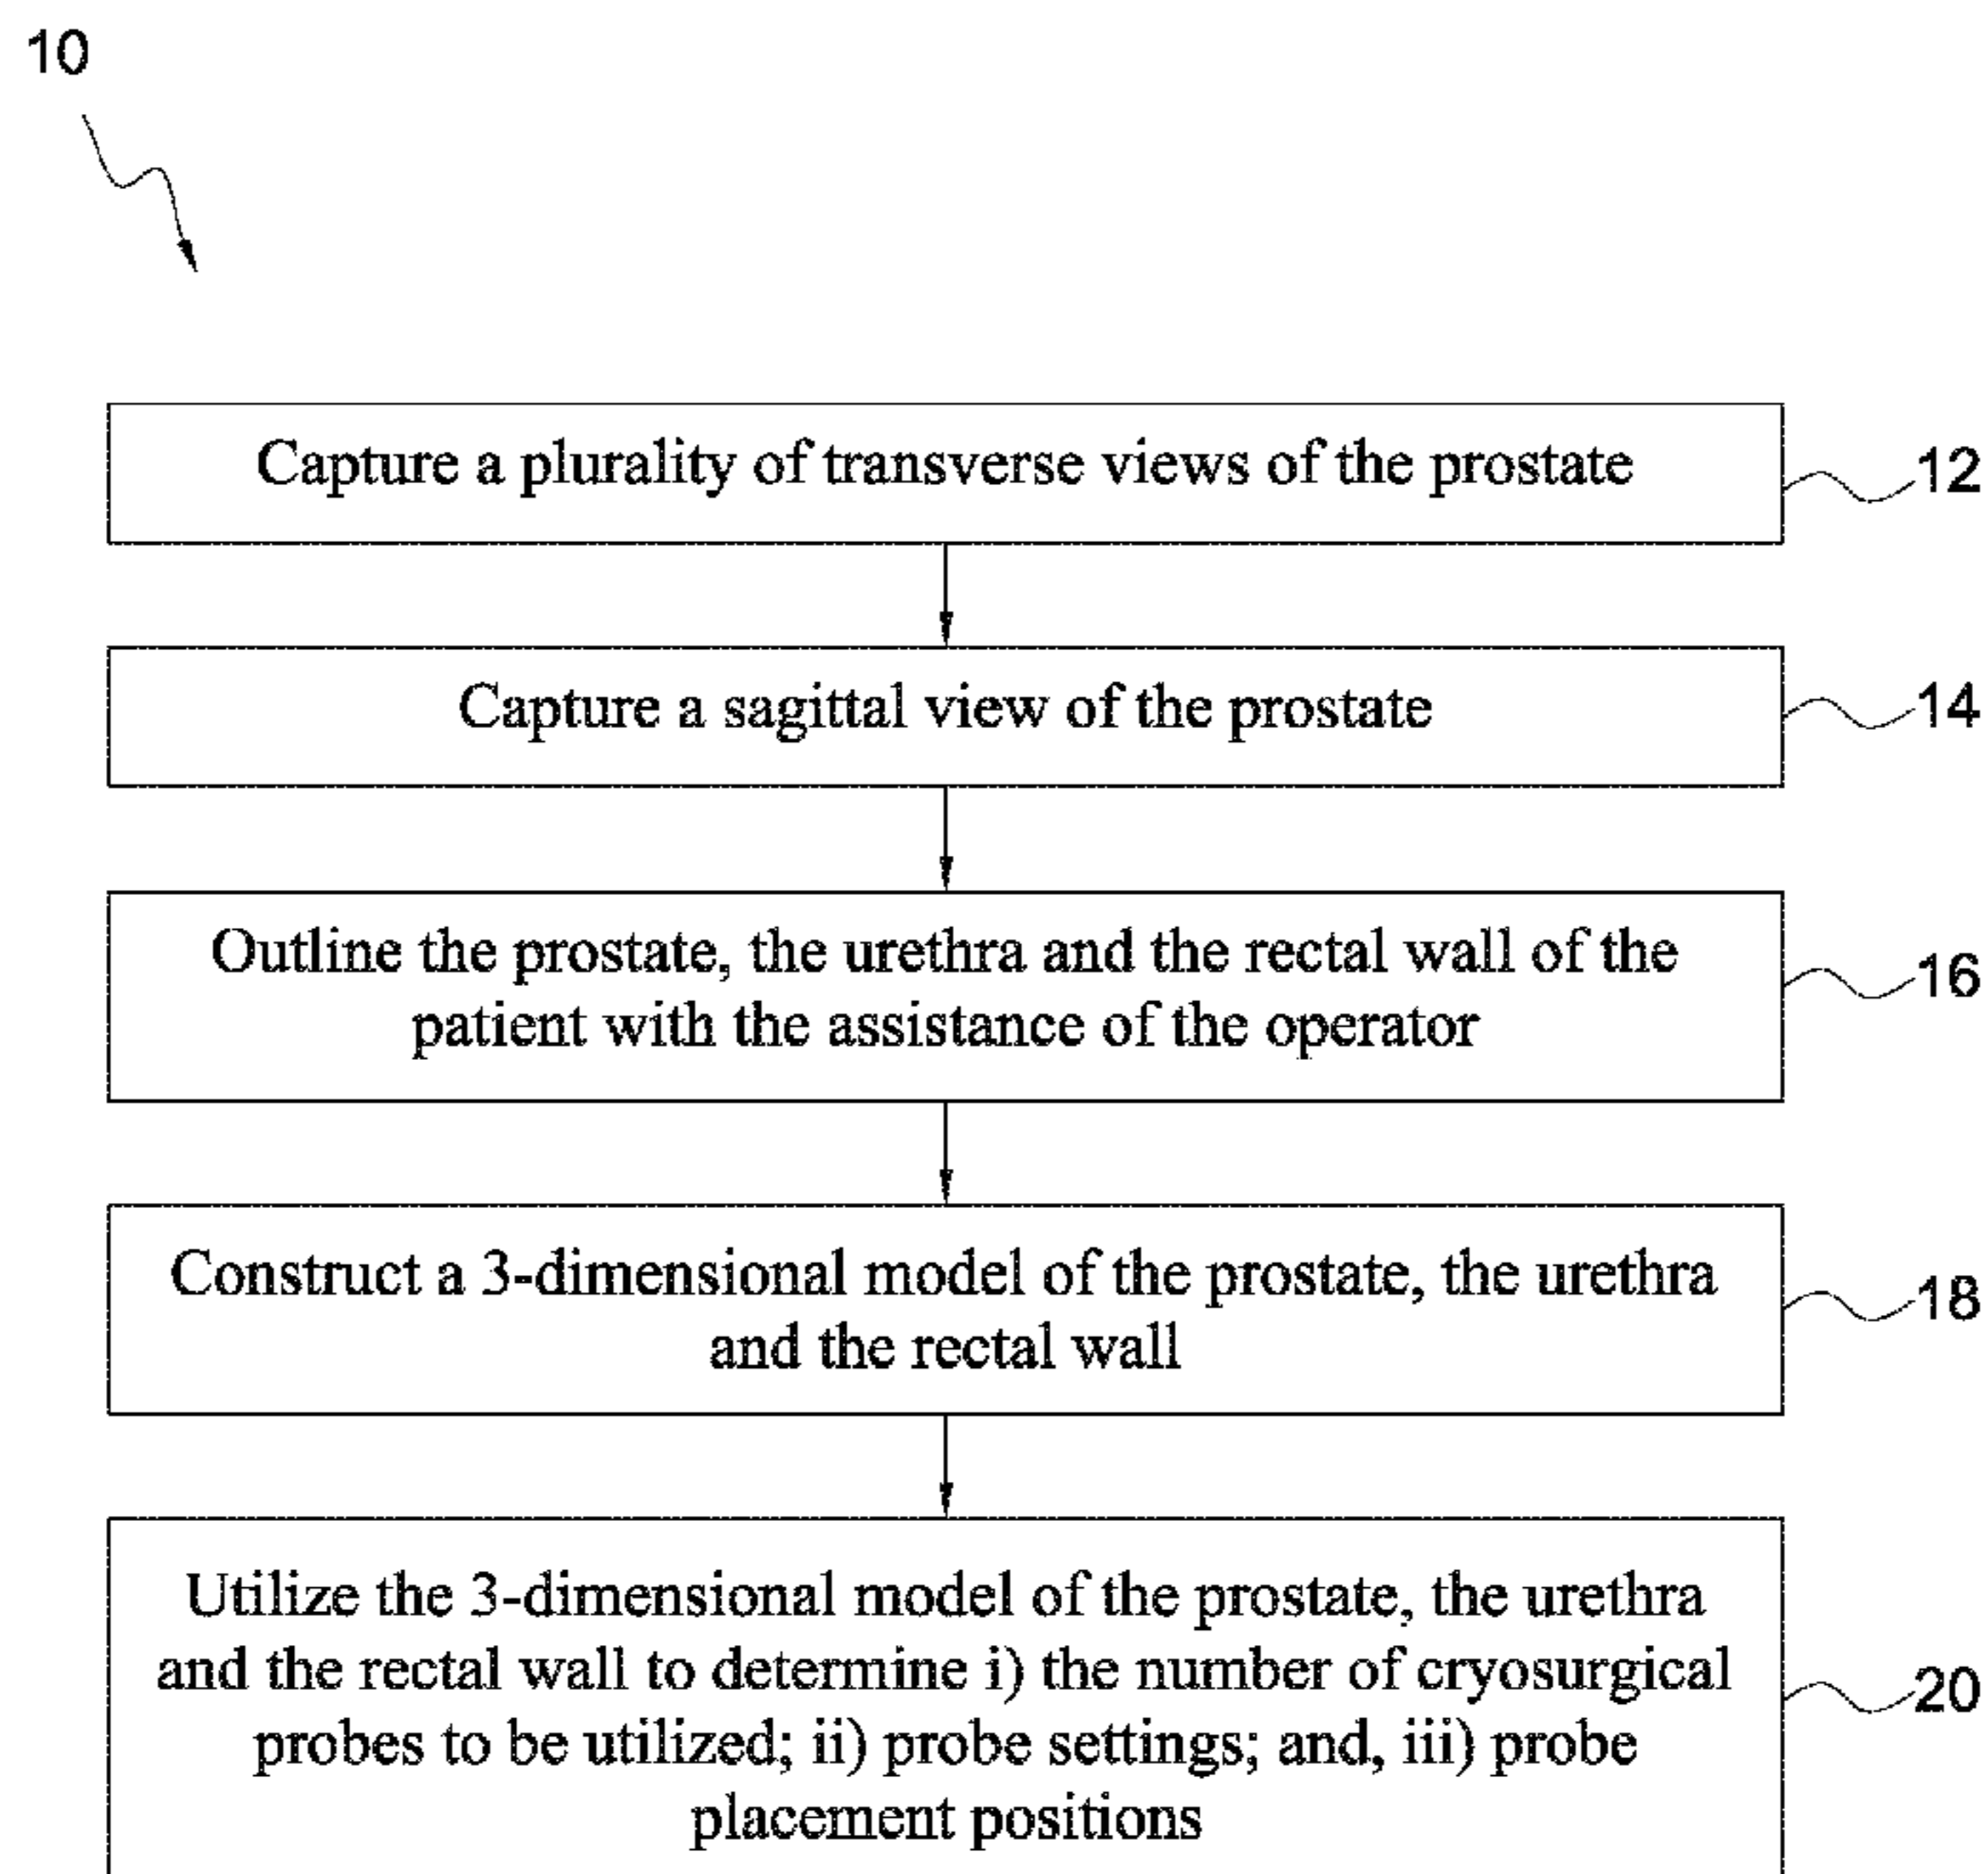 10
Capture a plurality of transverse views of the prostate
12
Capture a sagittal view of the prostate
14
Outline the prostate, the urethra and the rectal wall of the
patient with the assistance of the operator
16
Construct a 3-dimensional model of the prostate, the urethra
and the rectal wall
18
Utilize the 3-dimensional model of the prostate, the urethra
and the rectal wall to determine i) the number of cryosurgical
probes to be utilized; ii) probe settings; and, iii) probe
placement positions
20